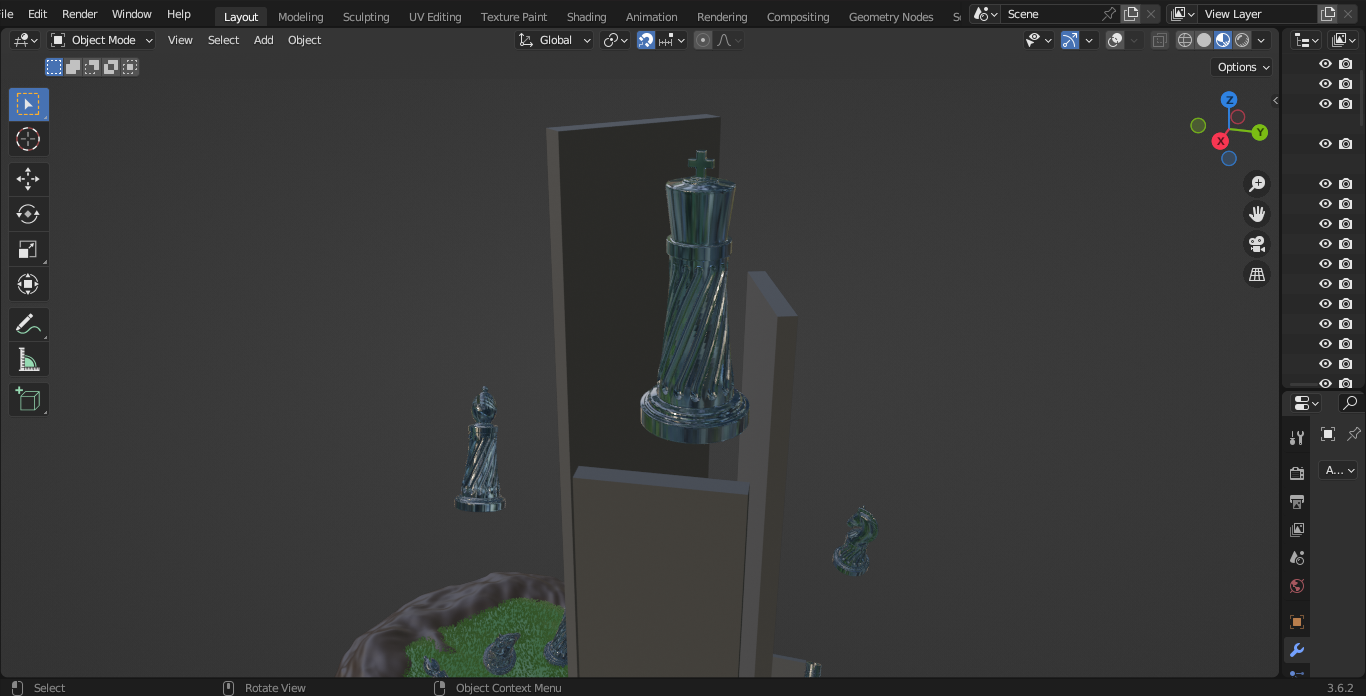 ile Edit Render Window Help Layout Modeling Sculpting UV Editing Texture Paint Shading Animation Rendering Compositing Geometry Nodes Sc Scene View Layer
Object Mode View Select Add Object Global
Options
Z
Y
X
A...
Select Rotate View Object Context Menu 3.6.2